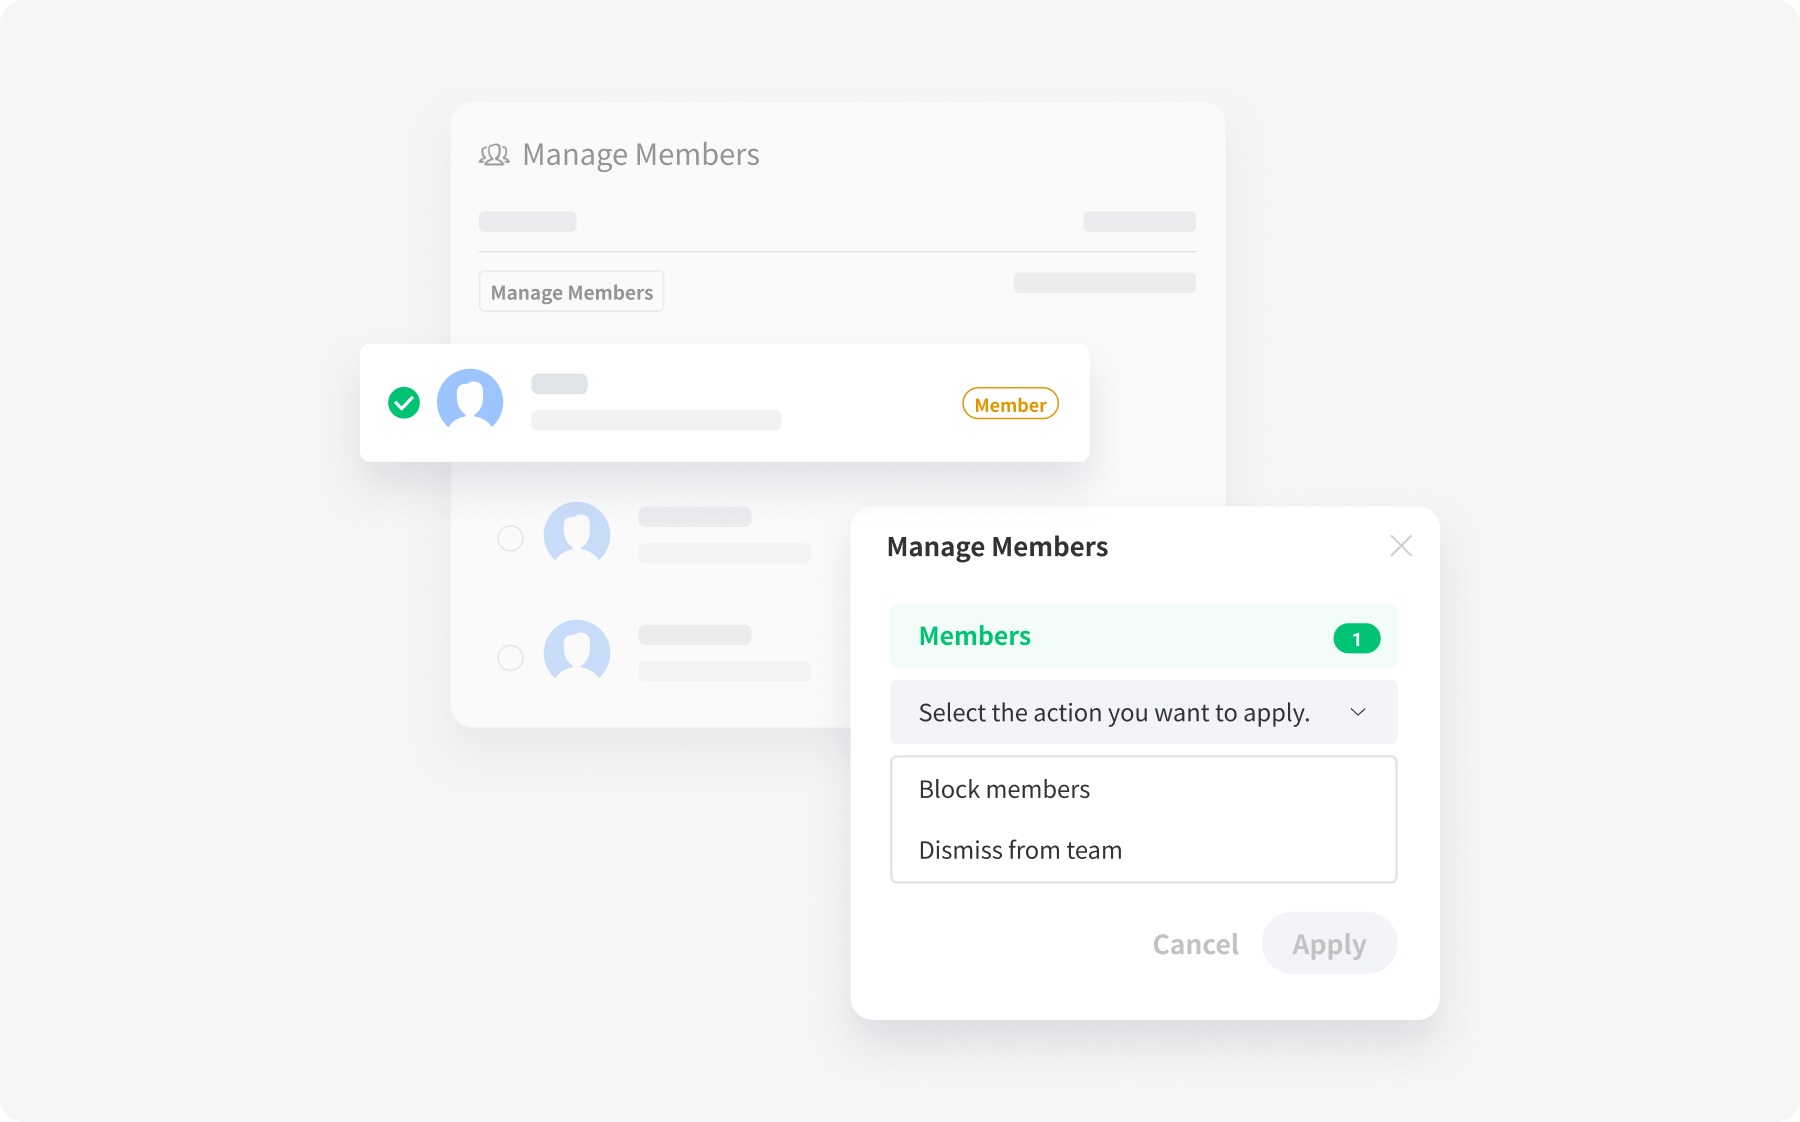 Manage Members
Manage Members
Member
Manage Members
Members
1
Select the action you want to apply.
Block members
Dismiss from team
Cancel
Apply